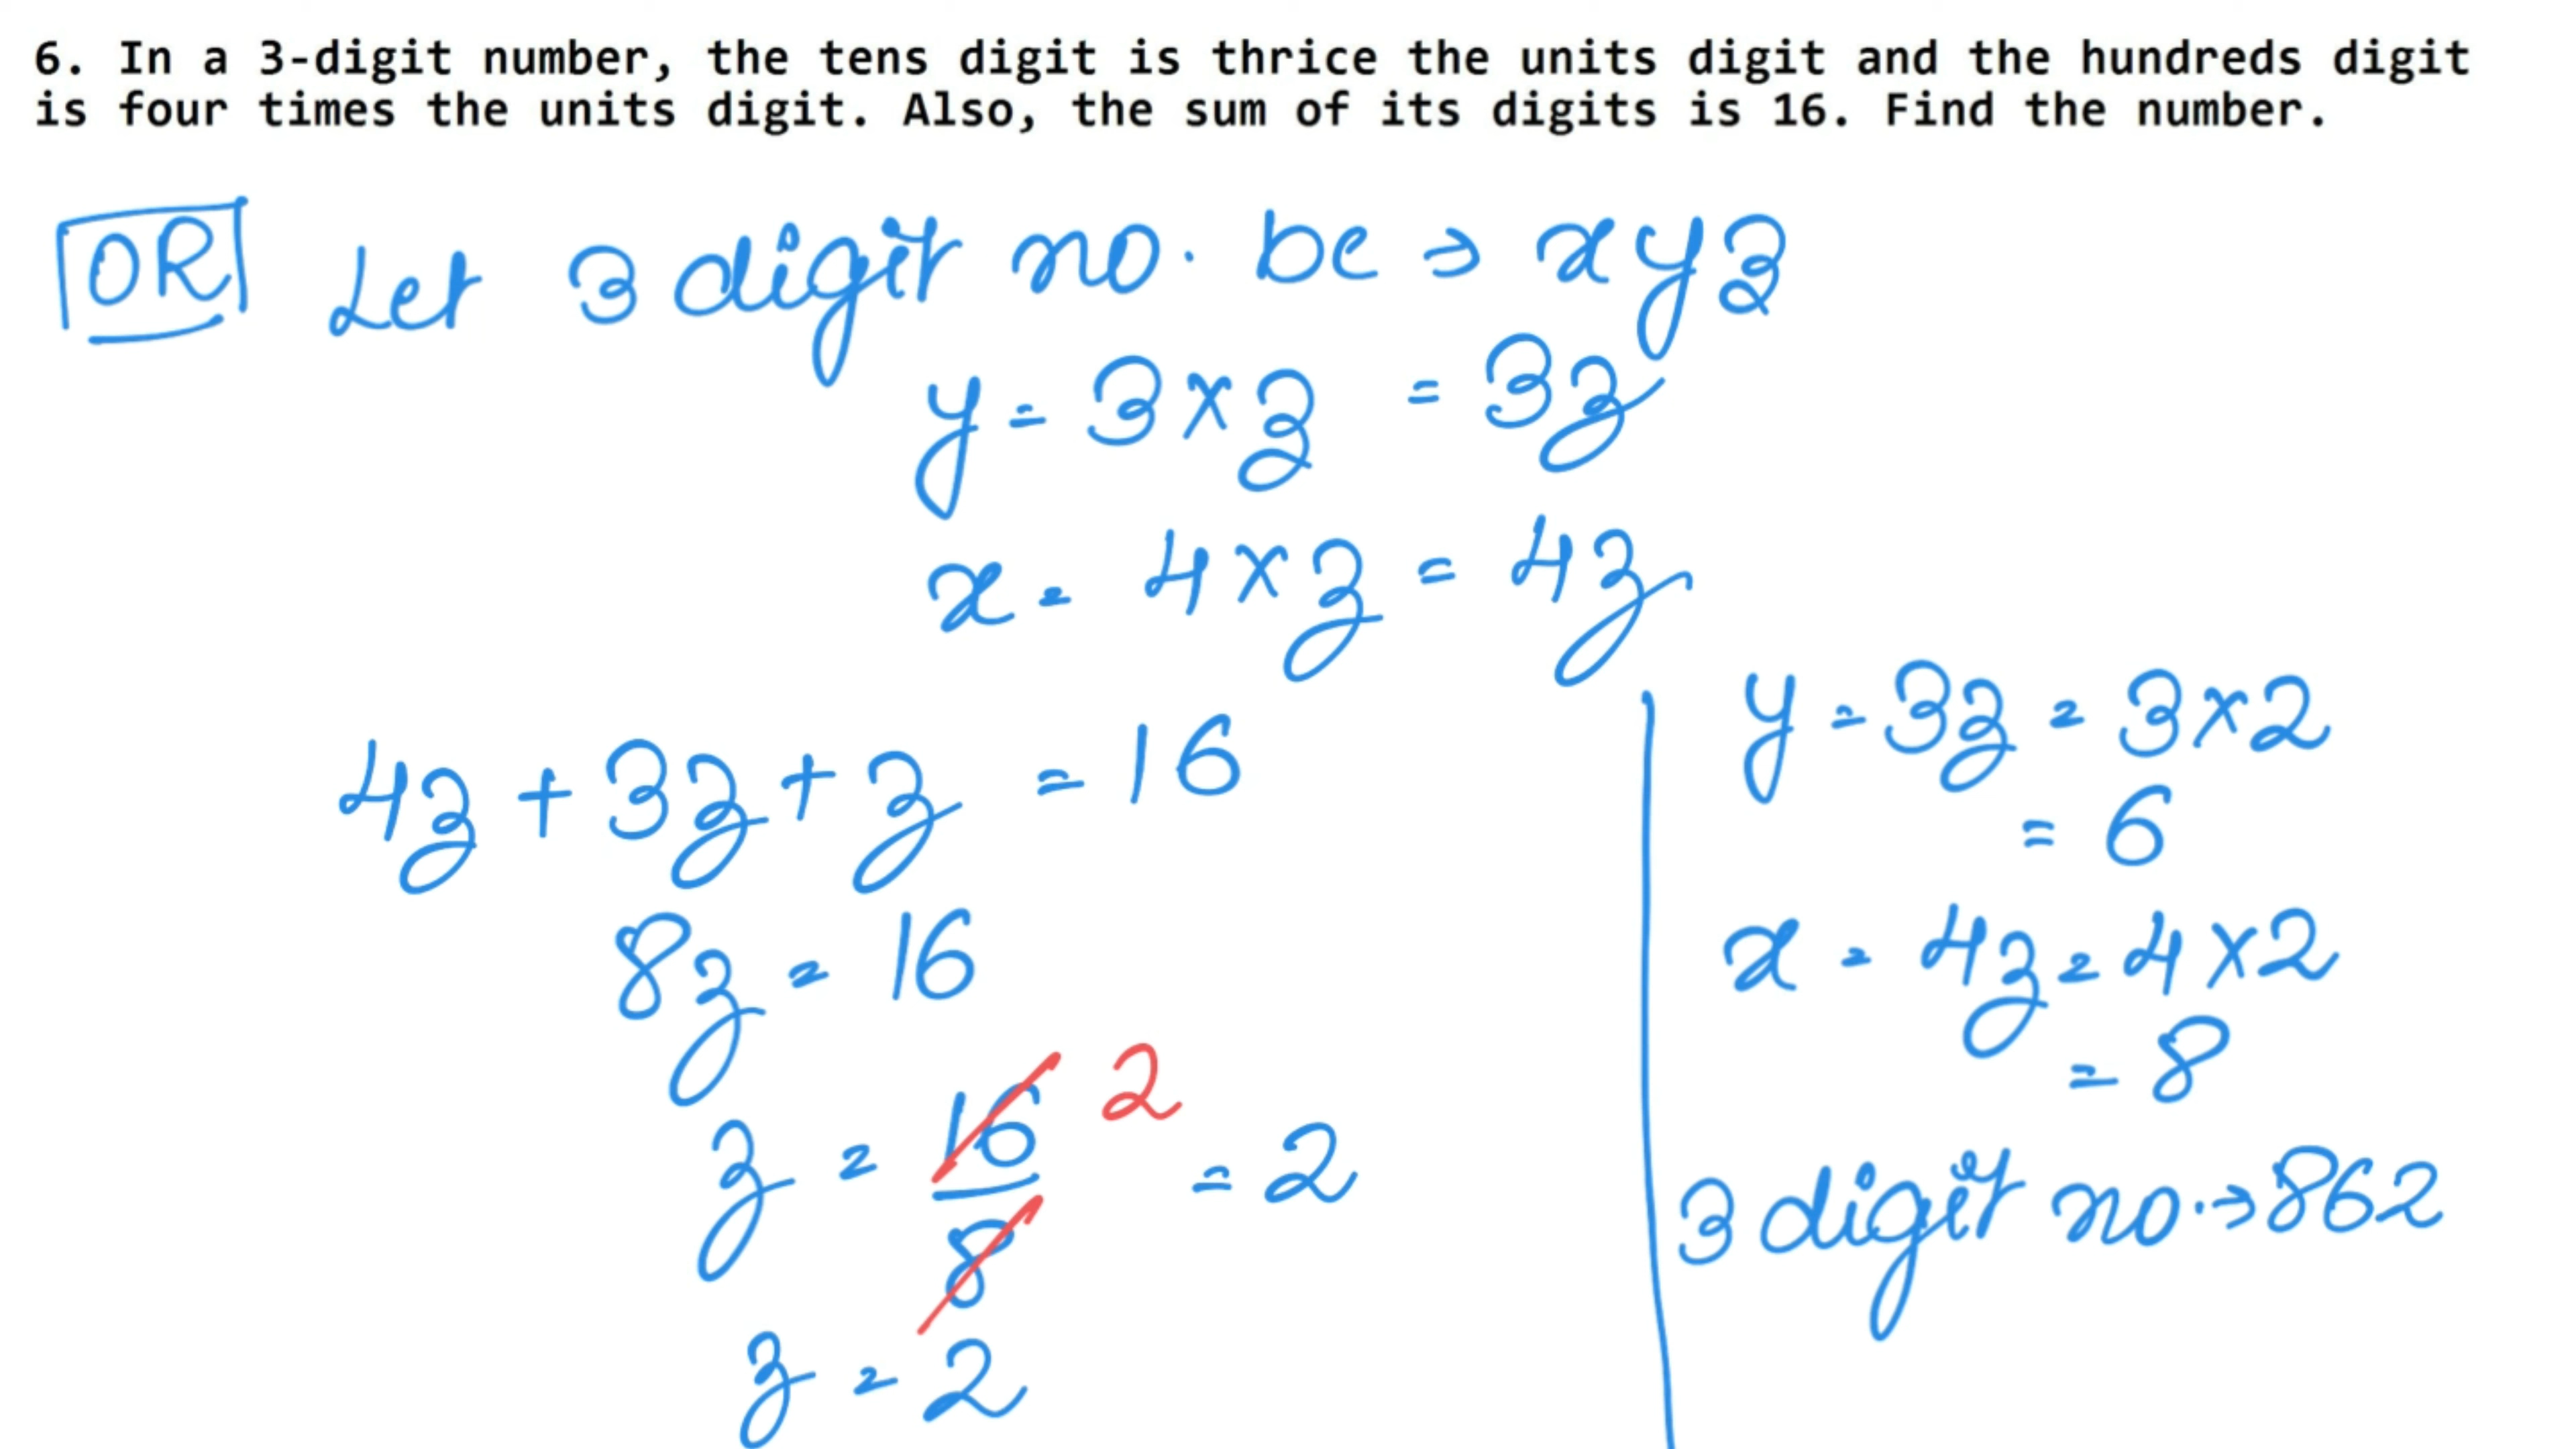 6. In a 3-digit number, the tens digit is thrice the units digit and the hundreds digit
is four times the units digit. Also, the sum of its digits is 16. Find the number.
OR Let 3 digit no. be ⇒ xyz
y = 3×z = 3z
x = 4×z = 4z
4z + 3z + z = 16
8z = 16
z = 16/8 2 = 2
z = 2
y = 3z = 3×2
= 6
x = 4z = 4×2
= 8
3 digit no. → 862